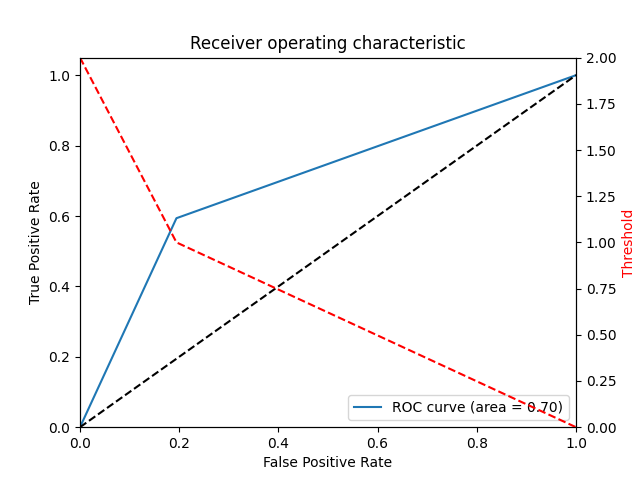 Receiver operating characteristic
1.0
0.8
0.6
0.4
0.2
0.0
True Positive Rate
2.00
1.75
1.50
1.25
1.00
0.75
0.50
0.25
0.00
Threshold
ROC curve (area = 0.70)
0.0 0.2 0.4 0.6 0.8 1.0
False Positive Rate